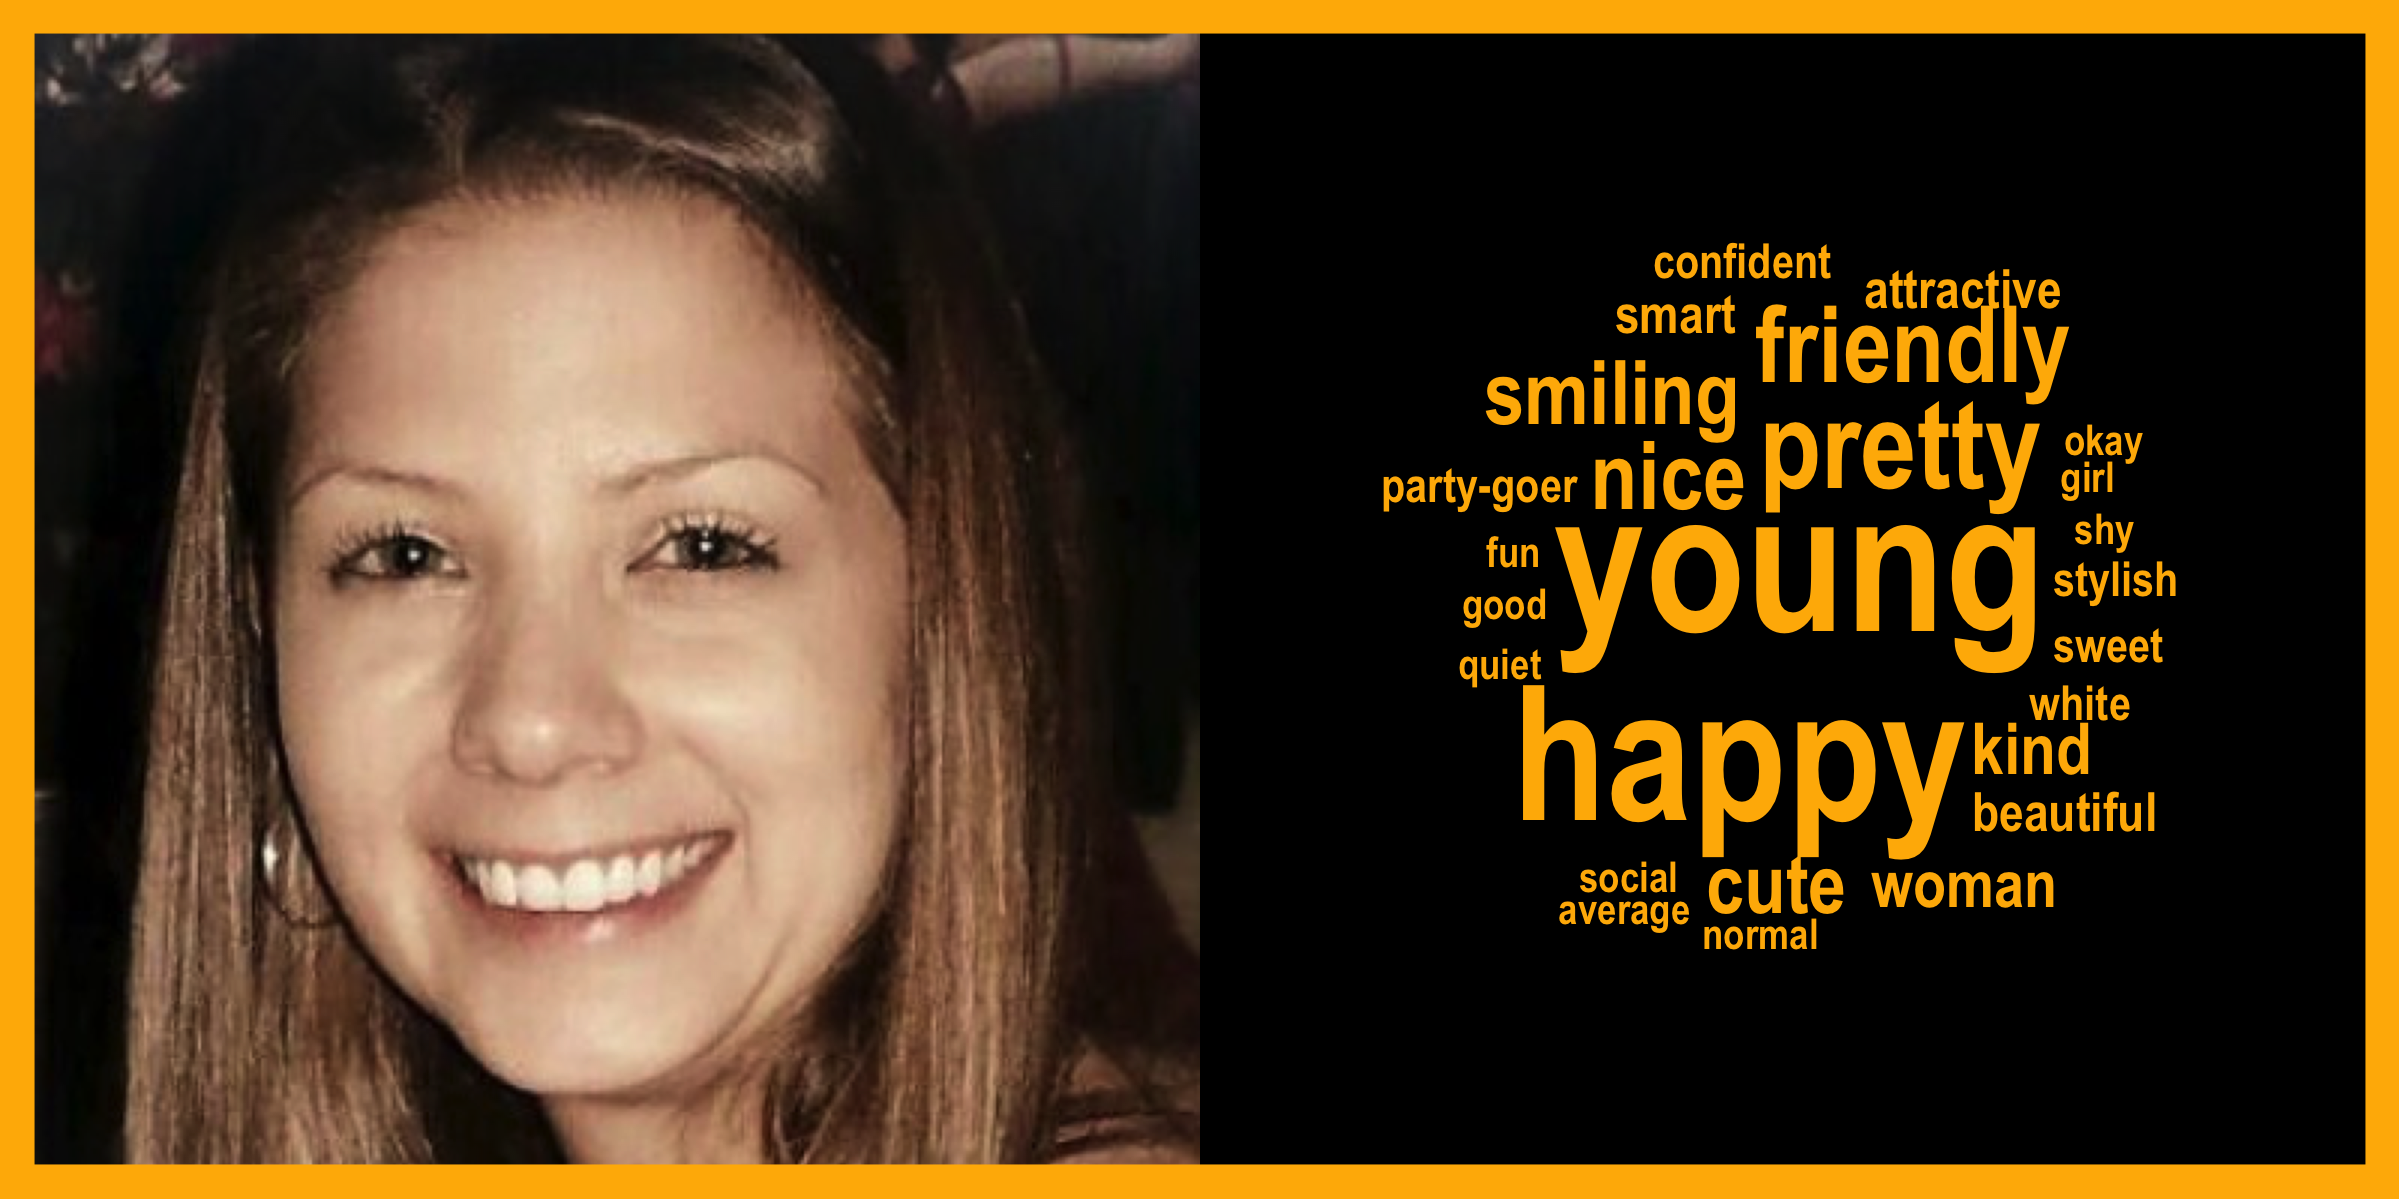 confident
attractive
smart
friendly
smiling
pretty
okay
nice
girl
party-goer
shy
fun
young
stylish
good
sweet
quiet
white
happy
kind
beautiful
social
cute
woman
average
normal